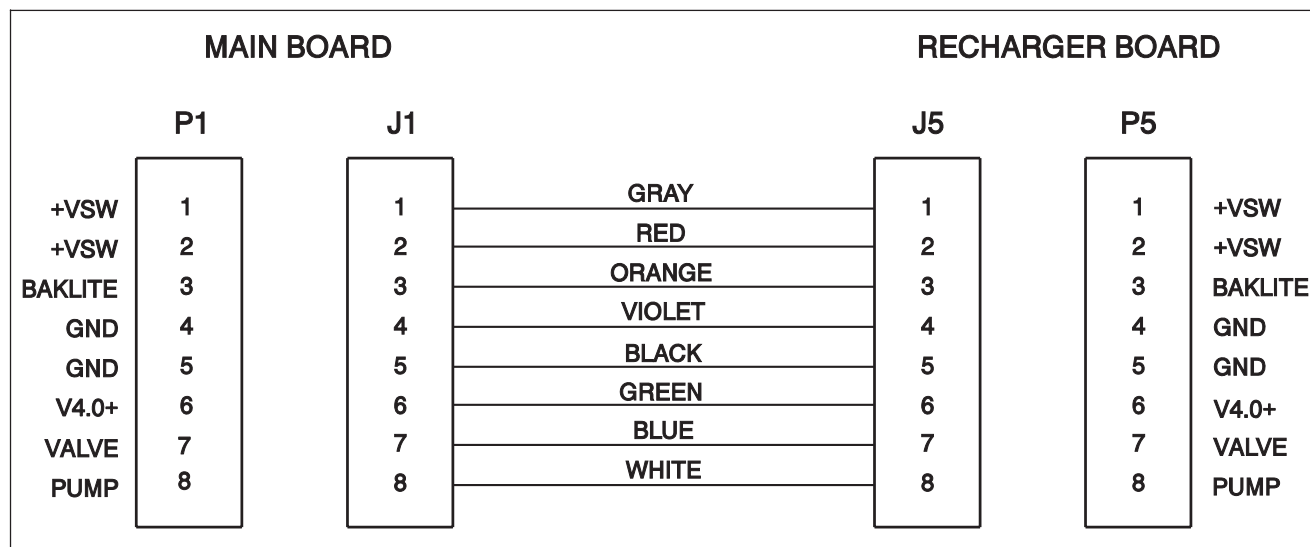 MAIN BOARD RECHARGER BOARD
P1 J1 J5 P5
GRAY
+VSW 1 1 1 1 +VSW
RED
+VSW 2 2 2 2 +VSW
ORANGE
BAKLITE 3 3 3 3 BAKLITE
VIOLET
GND 4 4 4 4 GND
BLACK
GND 5 5 5 5 GND
GREEN
V4.0+ 6 6 6 6 V4.0+
BLUE
VALVE 7 7 7 7 VALVE
WHITE
PUMP 8 8 8 8 PUMP